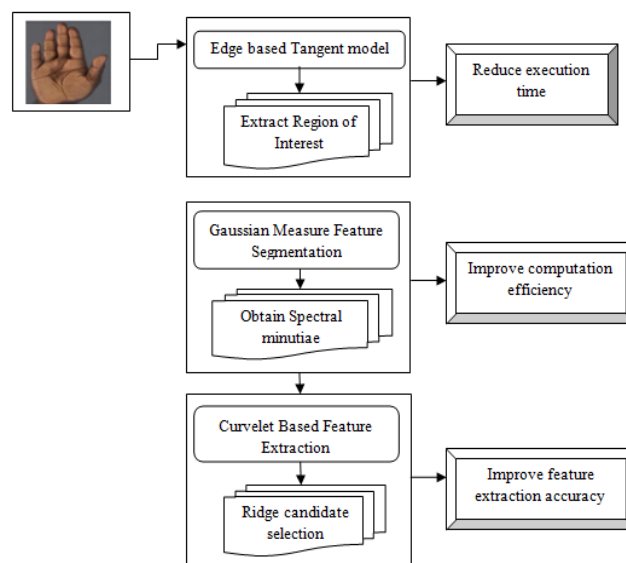 Edge based Tangent model
Extract Region of
Interest
Reduce execution
time
Gaussian Measure Feature
Segmentation
Obtain Spectral
minutiae
Improve computation
efficiency
Curvelet Based Feature
Extraction
Ridge candidate
selection
Improve feature
extraction accuracy